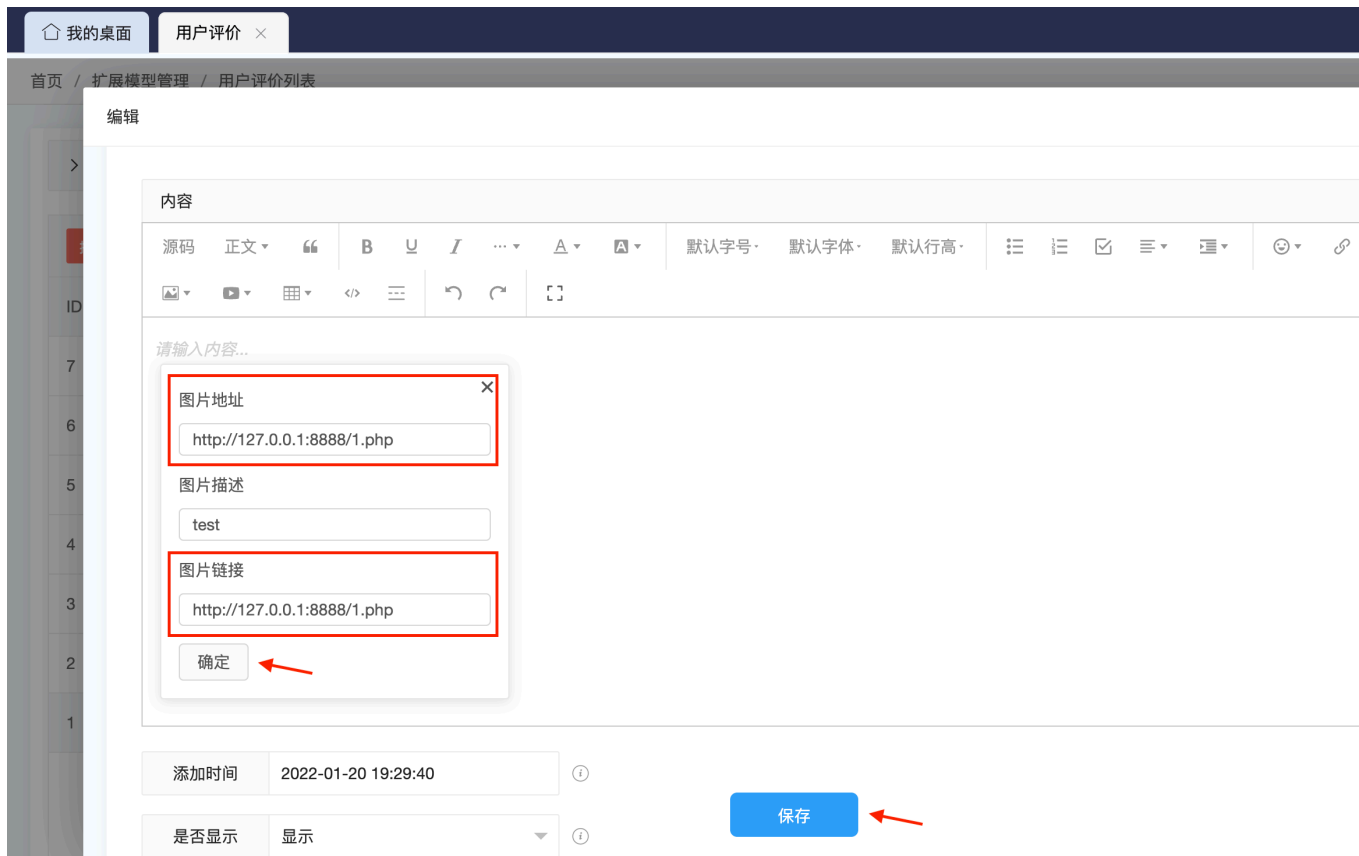 我的桌面 用户评价
首页 / 扩展模型管理 / 用户评价列表
编辑
内容
源码 正文 B U I ... A A 默认字号 默认字体 默认行高
ID
请输入内容...
7
图片地址
http://127.0.0.1:8888/1.php
6
图片描述
5
test
4
图片链接
3
http://127.0.0.1:8888/1.php
2
确定
1
添加时间 2022-01-20 19:29:40
保存
是否显示 显示